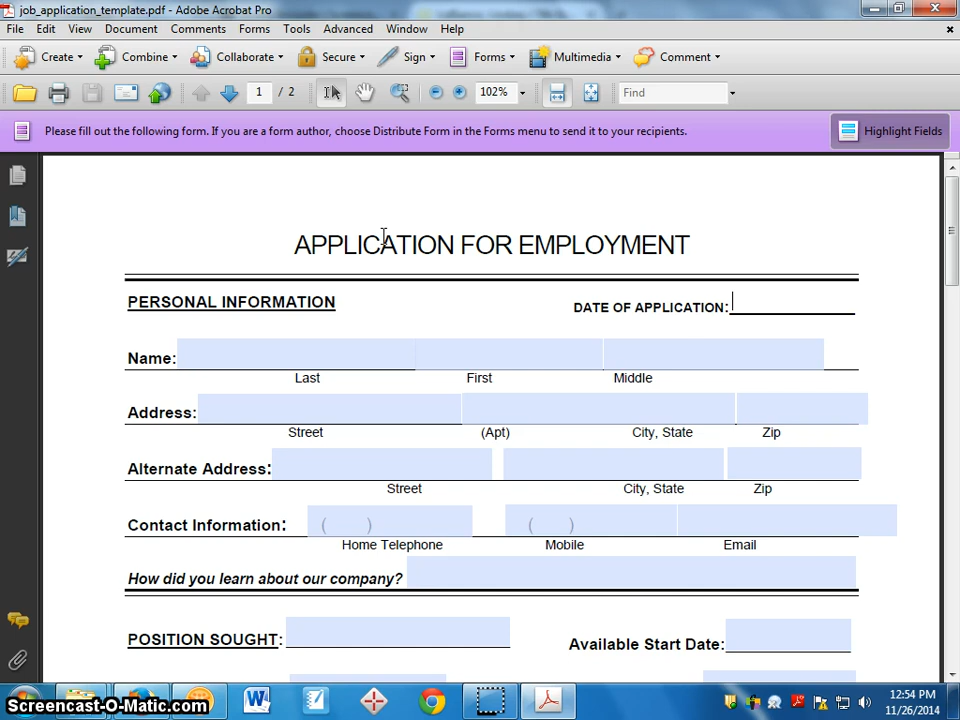 job_application_template.pdf - Adobe Acrobat Pro
File Edit View Document Comments Forms Tools Advanced Window Help
Create Combine Collaborate Secure Sign Forms Multimedia Comment
1 / 2 102% Find
Please fill out the following form. If you are a form author, choose Distribute Form in the Forms menu to send it to your recipients. Highlight Fields
APPLICATION FOR EMPLOYMENT
PERSONAL INFORMATION DATE OF APPLICATION:
Name:
Last First Middle
Address:
Street (Apt) City, State Zip
Alternate Address:
Street City, State Zip
Contact Information: ( ) ( )
Home Telephone Mobile Email
How did you learn about our company?
POSITION SOUGHT: Available Start Date:
12:54 PM
Screencast-O-Matic.com
11/26/2014